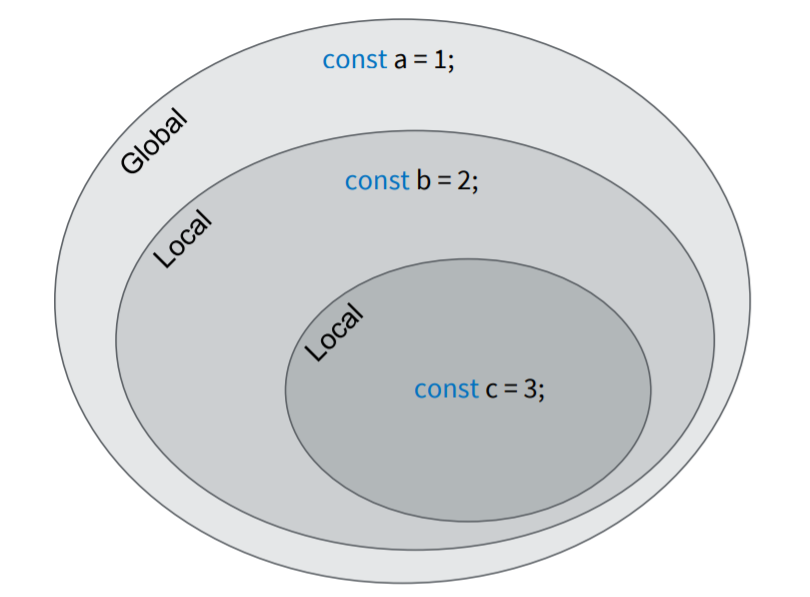 const a = 1;
Global
const b = 2;
Local
Local
const c = 3;